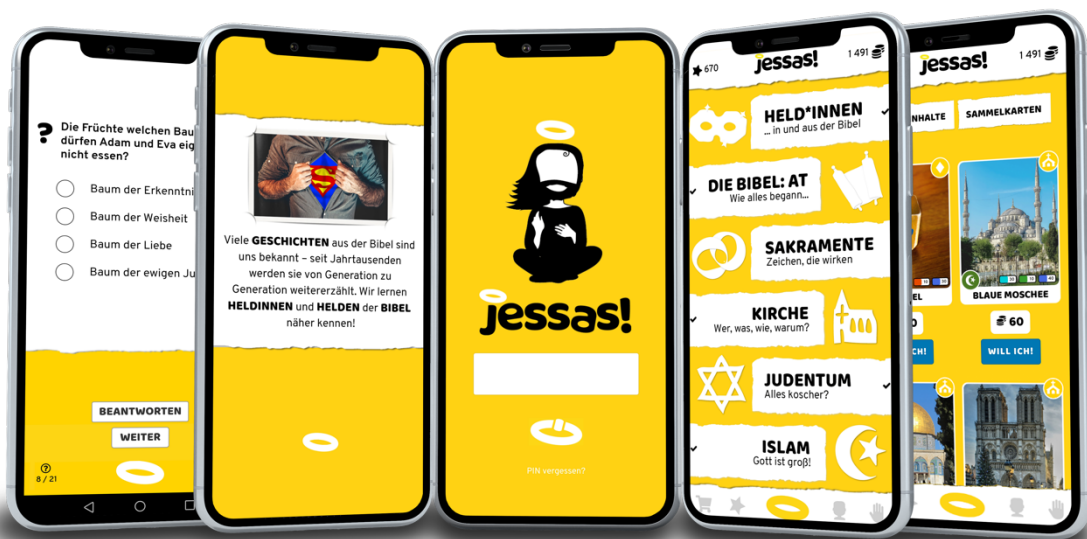 ?
Die Früchte welchen Bau
dürfen Adam und Eva eig
nicht essen?
Baum der Erkenntni
Baum der Weisheit
Baum der Liebe
Baum der ewigen Ju
BEANTWORTEN
WEITER
?
8 / 21
S
Viele GESCHICHTEN aus der Bibel sind
uns bekannt – seit Jahrtausenden
werden sie von Generation zu
Generation weitererzählt. Wir lernen
HELDINNEN und HELDEN der BIBEL
näher kennen!
jessas!
PIN vergessen?
670
jessas!
1 491
HELD*INNEN
... in und aus der Bibel
DIE BIBEL: AT
Wie alles begann...
SAKRAMENTE
Zeichen, die wirken
KIRCHE
Wer, was, wie, warum?
JUDENTUM
Alles koscher?
ISLAM
Gott ist groß!
jessas!
1 491
NHALTE
SAMMELKARTEN
EL
BLAUE MOSCHEE
0
60
CH!
WILL ICH!